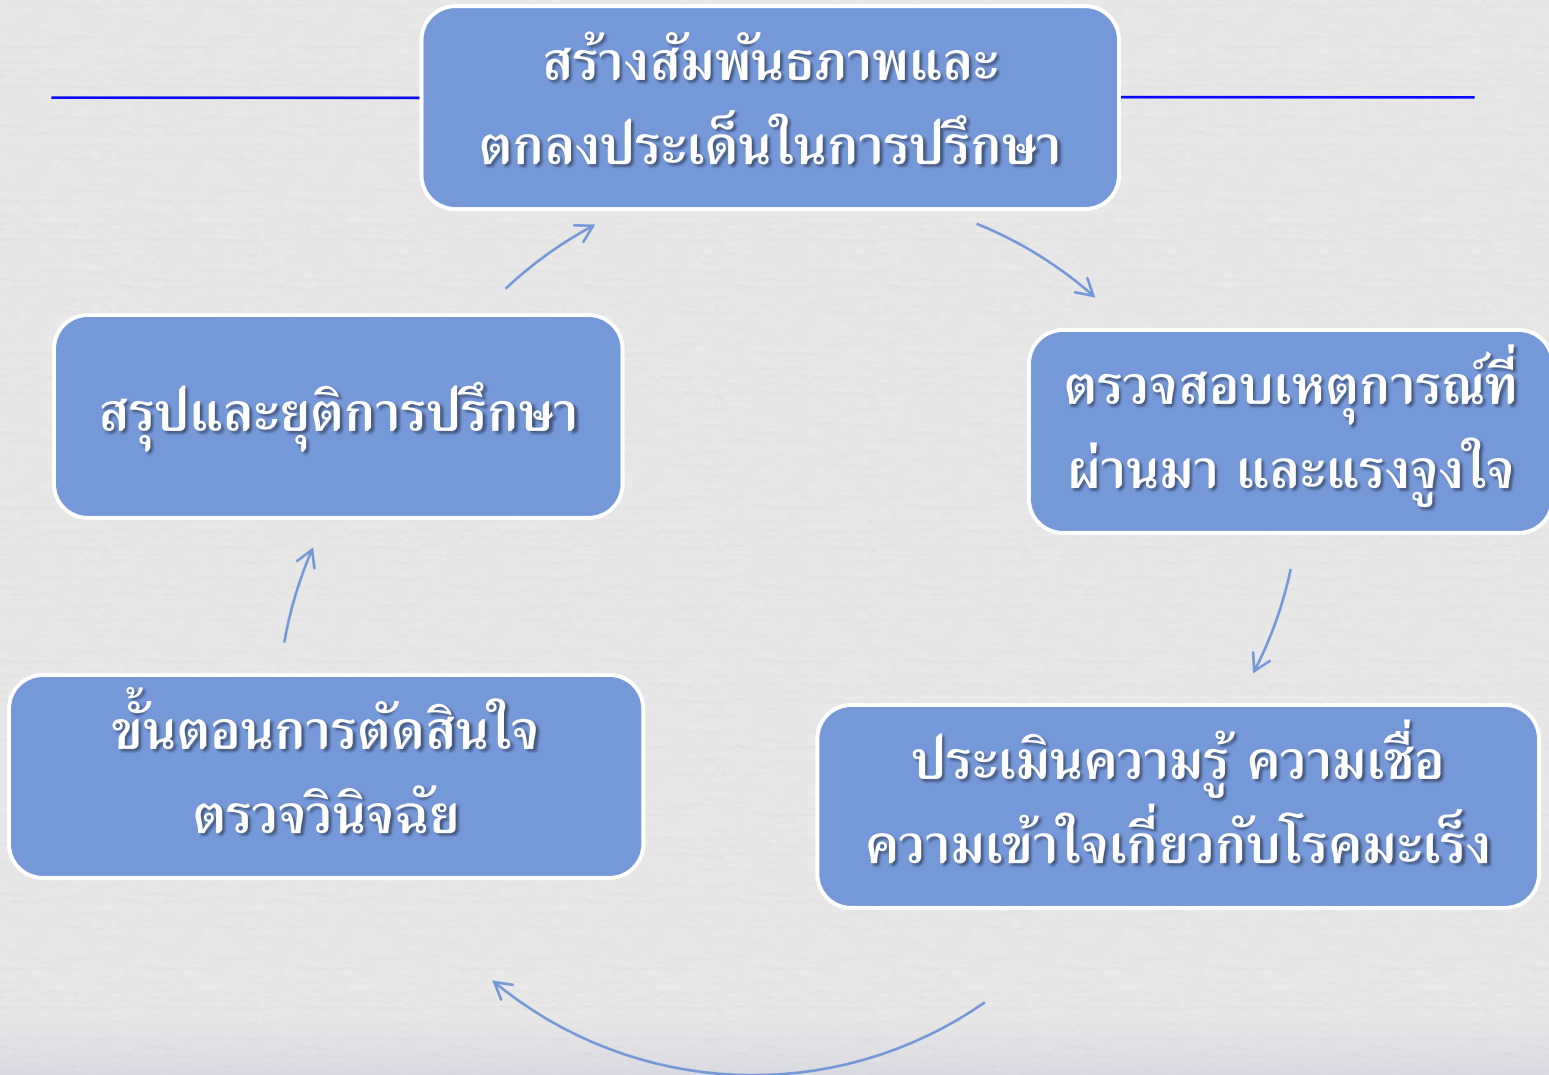 สร้างสัมพันธภาพและ
ตกลงประเด็นในการปรึกษา
ตรวจสอบเหตุการณ์ที่
ผ่านมา และแรงจูงใจ
ประเมินความรู้ ความเชื่อ
ความเข้าใจเกี่ยวกับโรคมะเร็ง
ขั้นตอนการตัดสินใจ
ตรวจวินิจฉัย
สรุปและยุติการปรึกษา